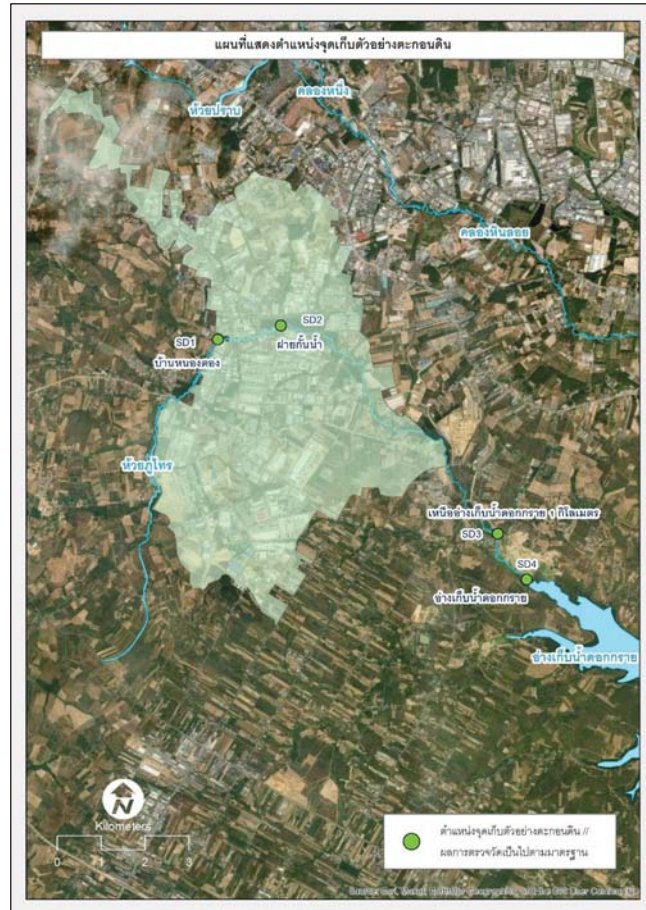 แผนที่แสดงตำแหน่งจุดเก็บตัวอย่างตะกอนดิน
ห้วยปราบ
คลองหนึ่ง
คลองหินลอย
SD1
บ้านหนองตอง
SD2
ฝายกั้นน้ำ
ห้วยภูไทร
เหนืออ่างเก็บน้ำดอกกราย 1 กิโลเมตร
SD3
SD4
อ่างเก็บน้ำดอกกราย
อ่างเก็บน้ำดอกกราย
N
Kilometers
0 1 2 3
ตำแหน่งจุดเก็บตัวอย่างตะกอนดิน //
ผลการตรวจวัดเป็นไปตามมาตรฐาน
Source: Esri, Maxar, Earthstar Geographics, and the GIS User Community